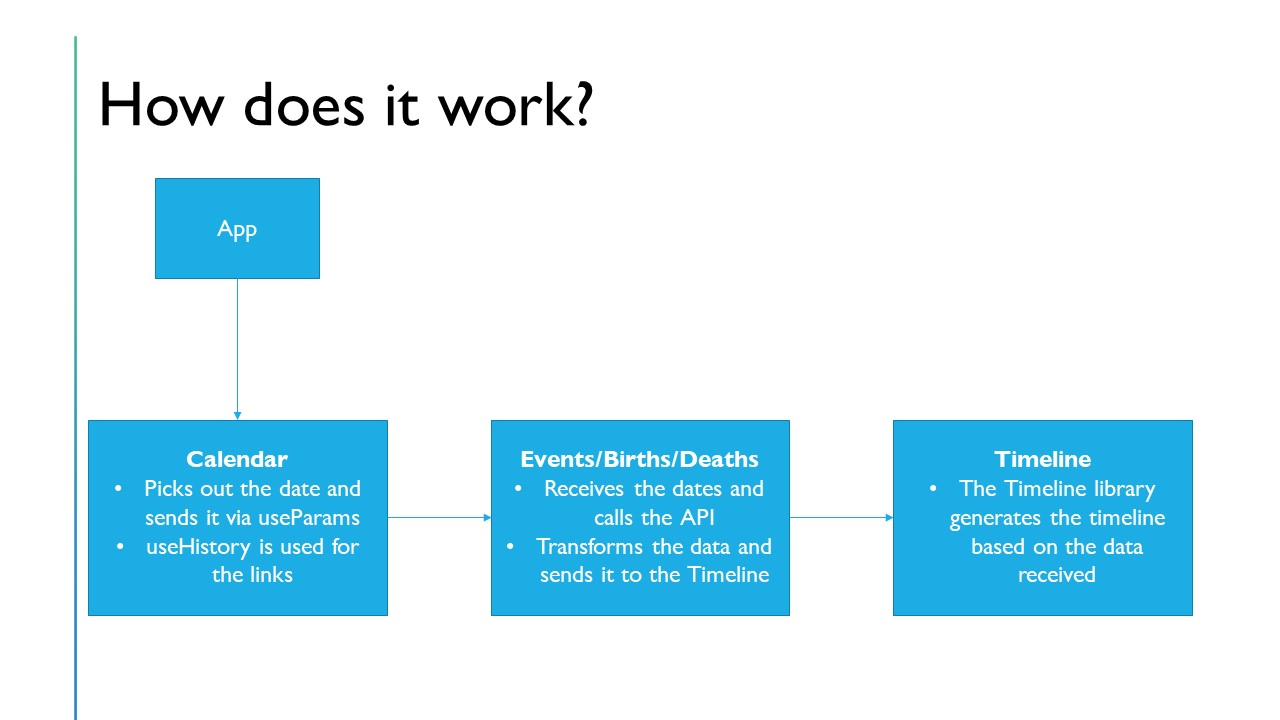 How does it work?
App
Calendar
• Picks out the date and
sends it via useParams
• useHistory is used for
the links
Events/Births/Deaths
• Receives the dates and
calls the API
• Transforms the data and
sends it to the Timeline
Timeline
• The Timeline library
generates the timeline
based on the data
received